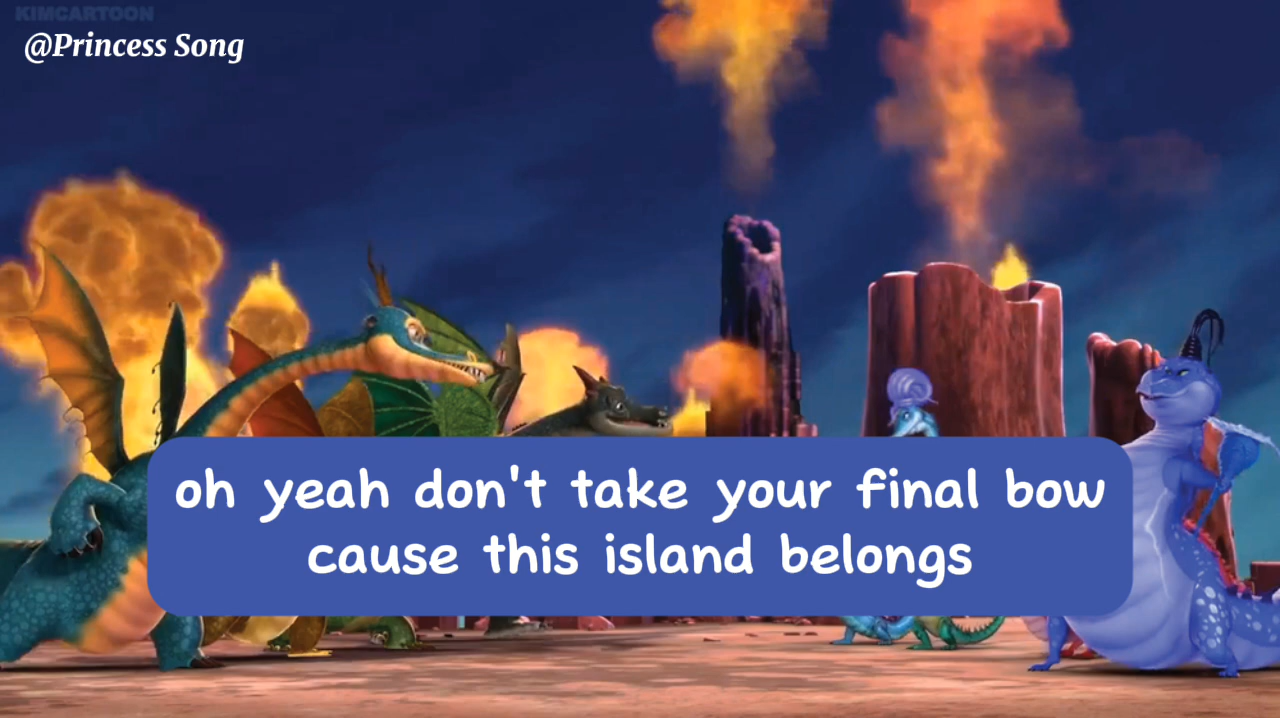 KIMCARTOON
@Princess Song
oh yeah don't take your final bow
cause this island belongs